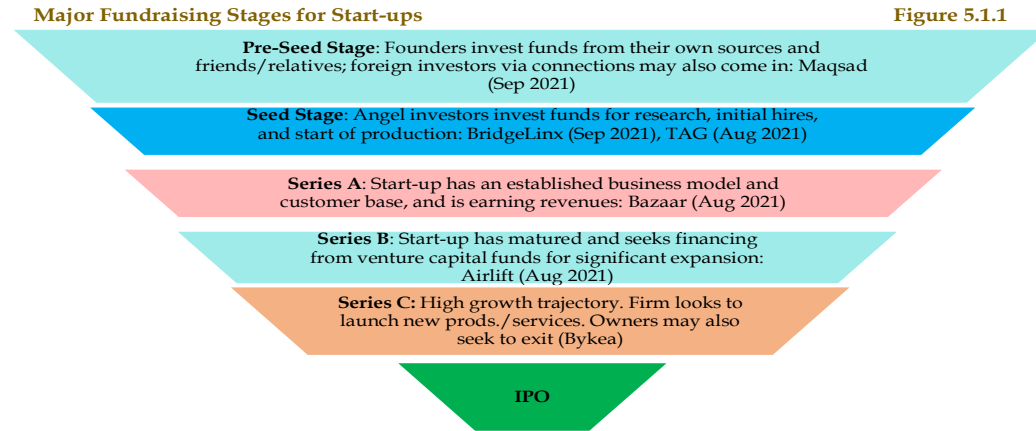 Major Fundraising Stages for Start-ups Figure 5.1.1
Pre-Seed Stage: Founders invest funds from their own sources and
friends/relatives; foreign investors via connections may also come in: Maqsad
(Sep 2021)
Seed Stage: Angel investors invest funds for research, initial hires,
and start of production: BridgeLinx (Sep 2021), TAG (Aug 2021)
Series A: Start-up has an established business model and
customer base, and is earning revenues: Bazaar (Aug 2021)
Series B: Start-up has matured and seeks financing
from venture capital funds for significant expansion:
Airlift (Aug 2021)
Series C: High growth trajectory. Firm looks to
launch new prods./services. Owners may also
seek to exit (Bykea)
IPO